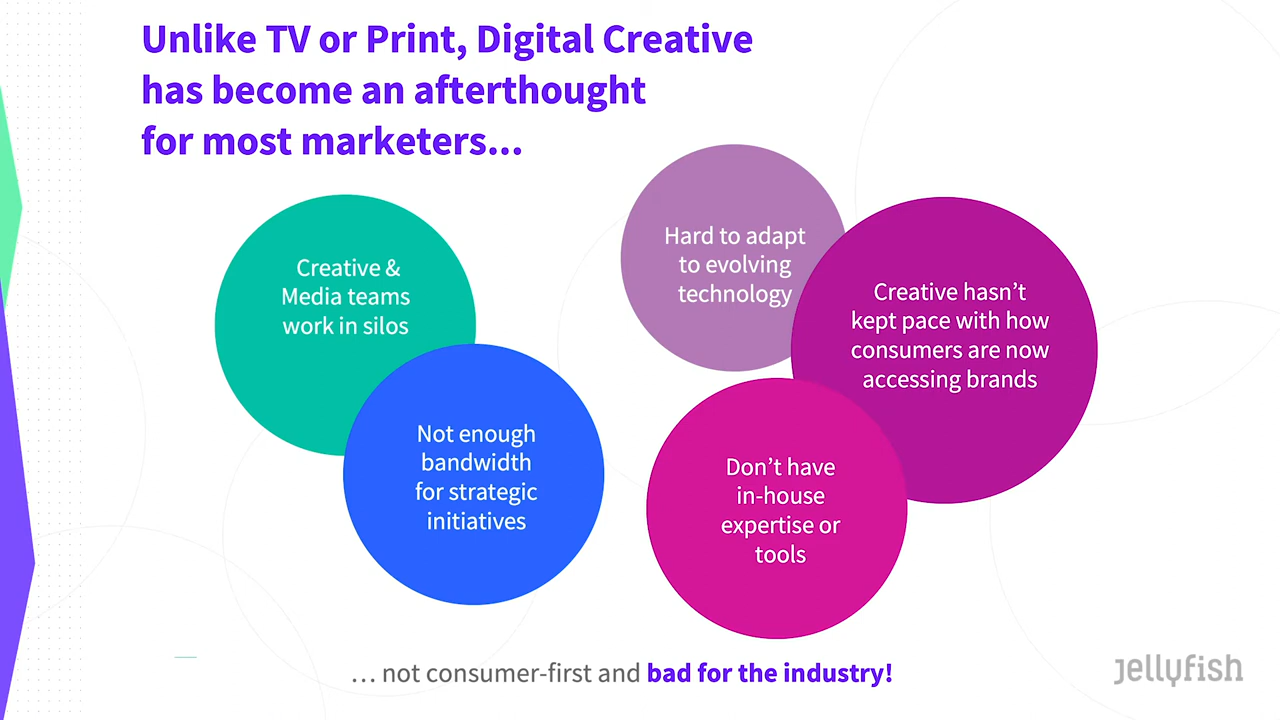 Unlike TV or Print, Digital Creative
has become an afterthought
for most marketers...
Creative &
Media teams
work in silos
Not enough
bandwidth
for strategic
initiatives
Hard to adapt
to evolving
technology
Creative hasn’t
kept pace with how
consumers are now
accessing brands
Don’t have
in-house
expertise or
tools
... not consumer-first and bad for the industry!
jellyfish